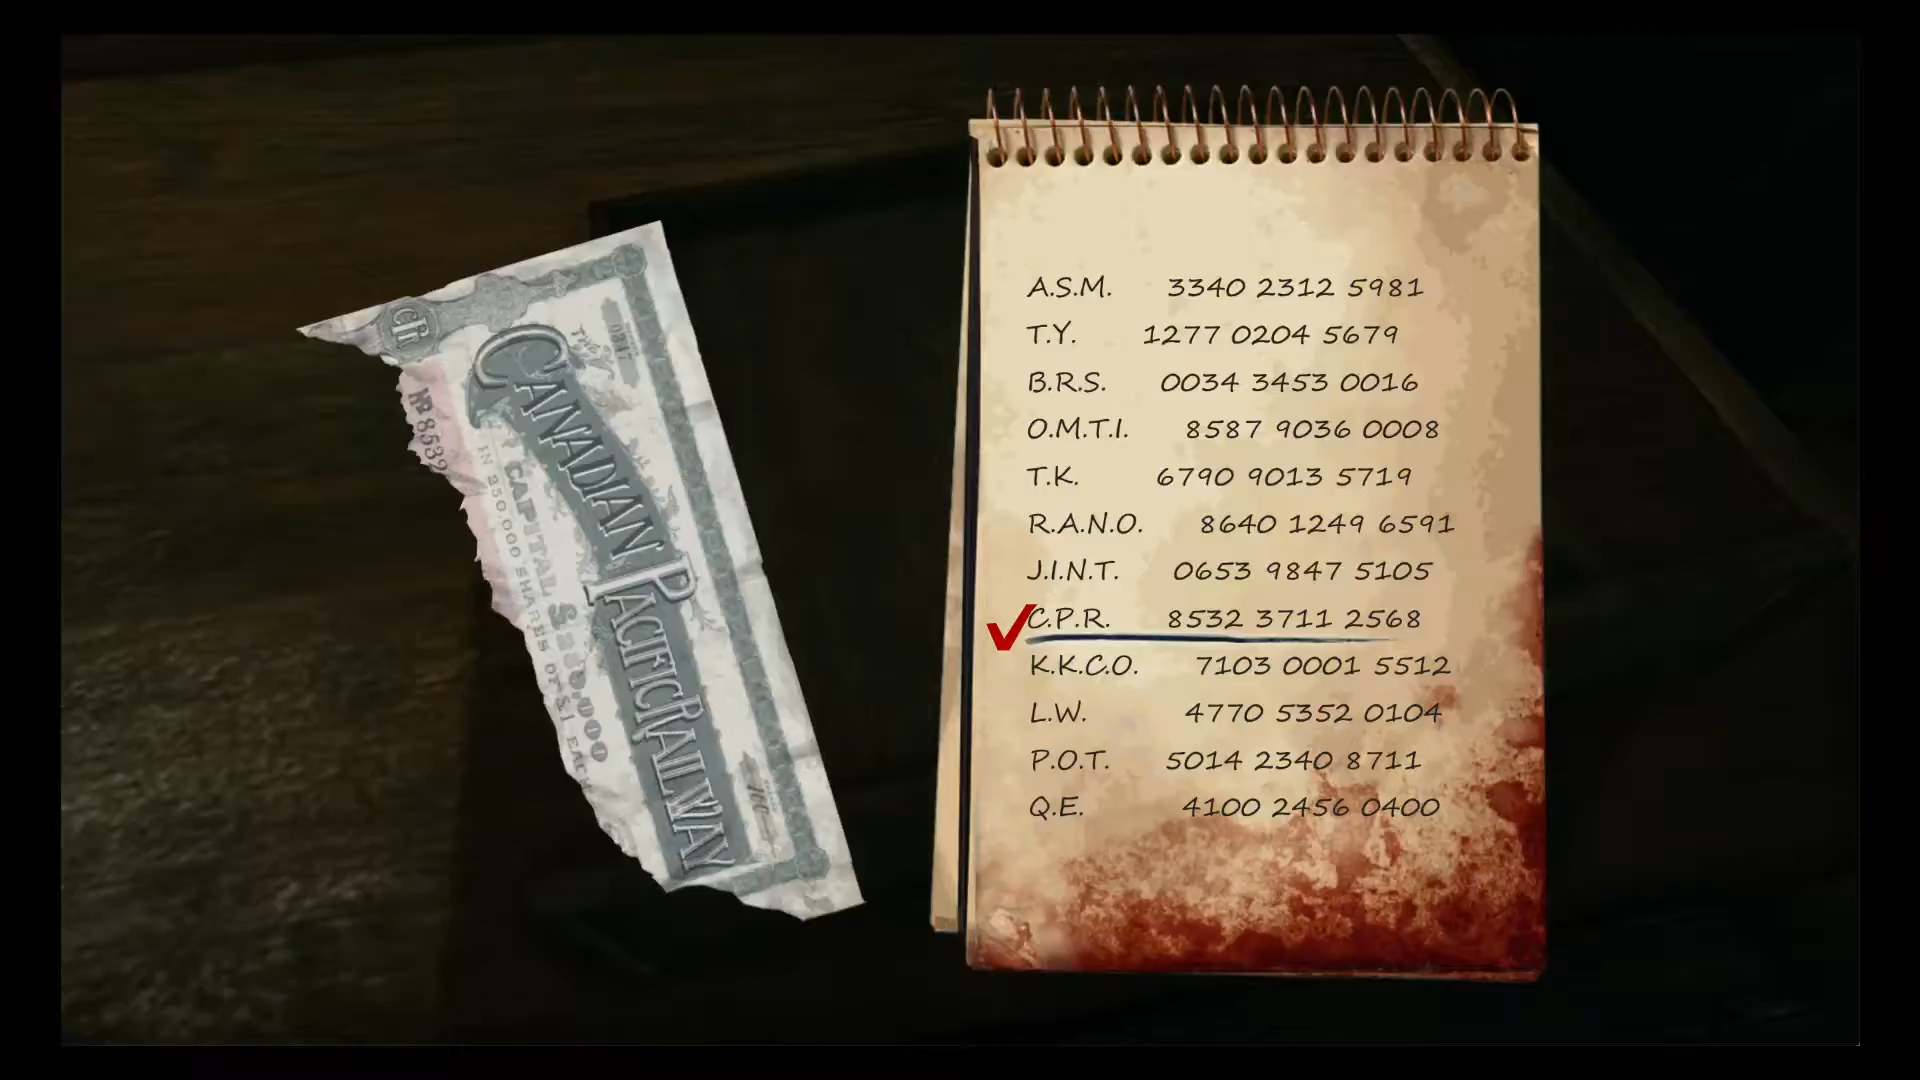 CPR
0817
CANADIAN PACIFIC RAILWAY
№ 8532
CAPITAL £250,000
IN 250,000 SHARES OF £1 EACH
A.S.M. 3340 2312 5981
T.Y. 1277 0204 5679
B.R.S. 0034 3453 0016
O.M.T.I. 8587 9036 0008
T.K. 6790 9013 5719
R.A.N.O. 8640 1249 6591
J.I.N.T. 0653 9847 5105
C.P.R. 8532 3711 2568
K.K.C.O. 7103 0001 5512
L.W. 4770 5352 0104
P.O.T. 5014 2340 8711
Q.E. 4100 2456 0400